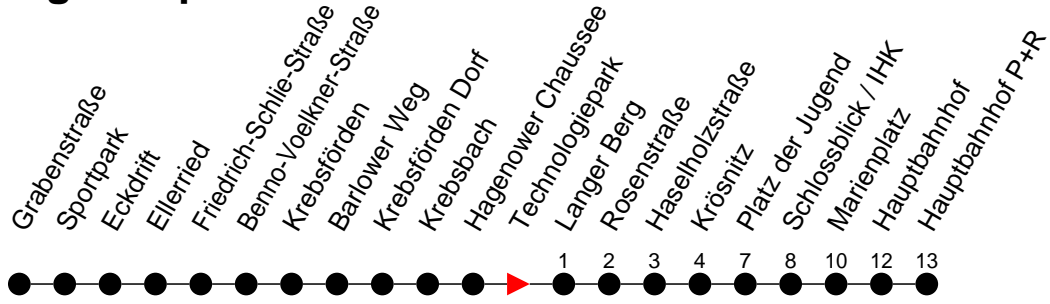 Grabenstraße
Sportpark
Eckdrift
Ellerried
Friedrich-Schlie-Straße
Benno-Voelkner-Straße
Krebsförden
Barlower Weg
Krebsförden Dorf
Krebsbach
Hagenower Chaussee
Technologiepark
Langer Berg
Rosenstraße
Haselholzstraße
Krösnitz
Platz der Jugend
Schlossblick / IHK
Marienplatz
Hauptbahnhof
Hauptbahnhof P+R
1 2 3 4 7 8 10 12 13